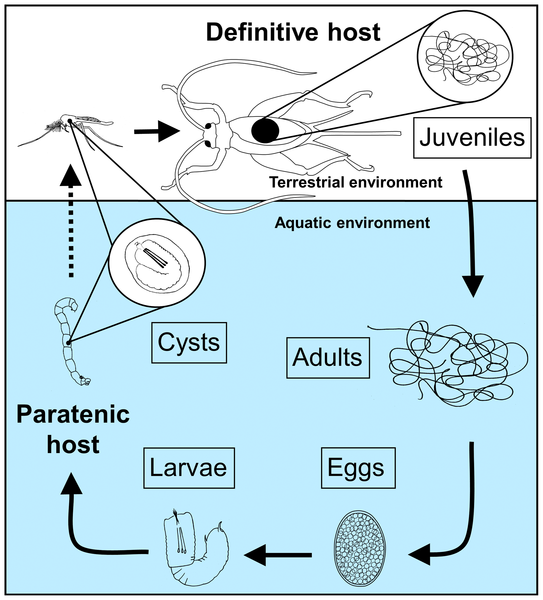 Definitive host
Juveniles
Terrestrial environment
Aquatic environment
Cysts
Adults
Paratenic
host
Larvae
Eggs